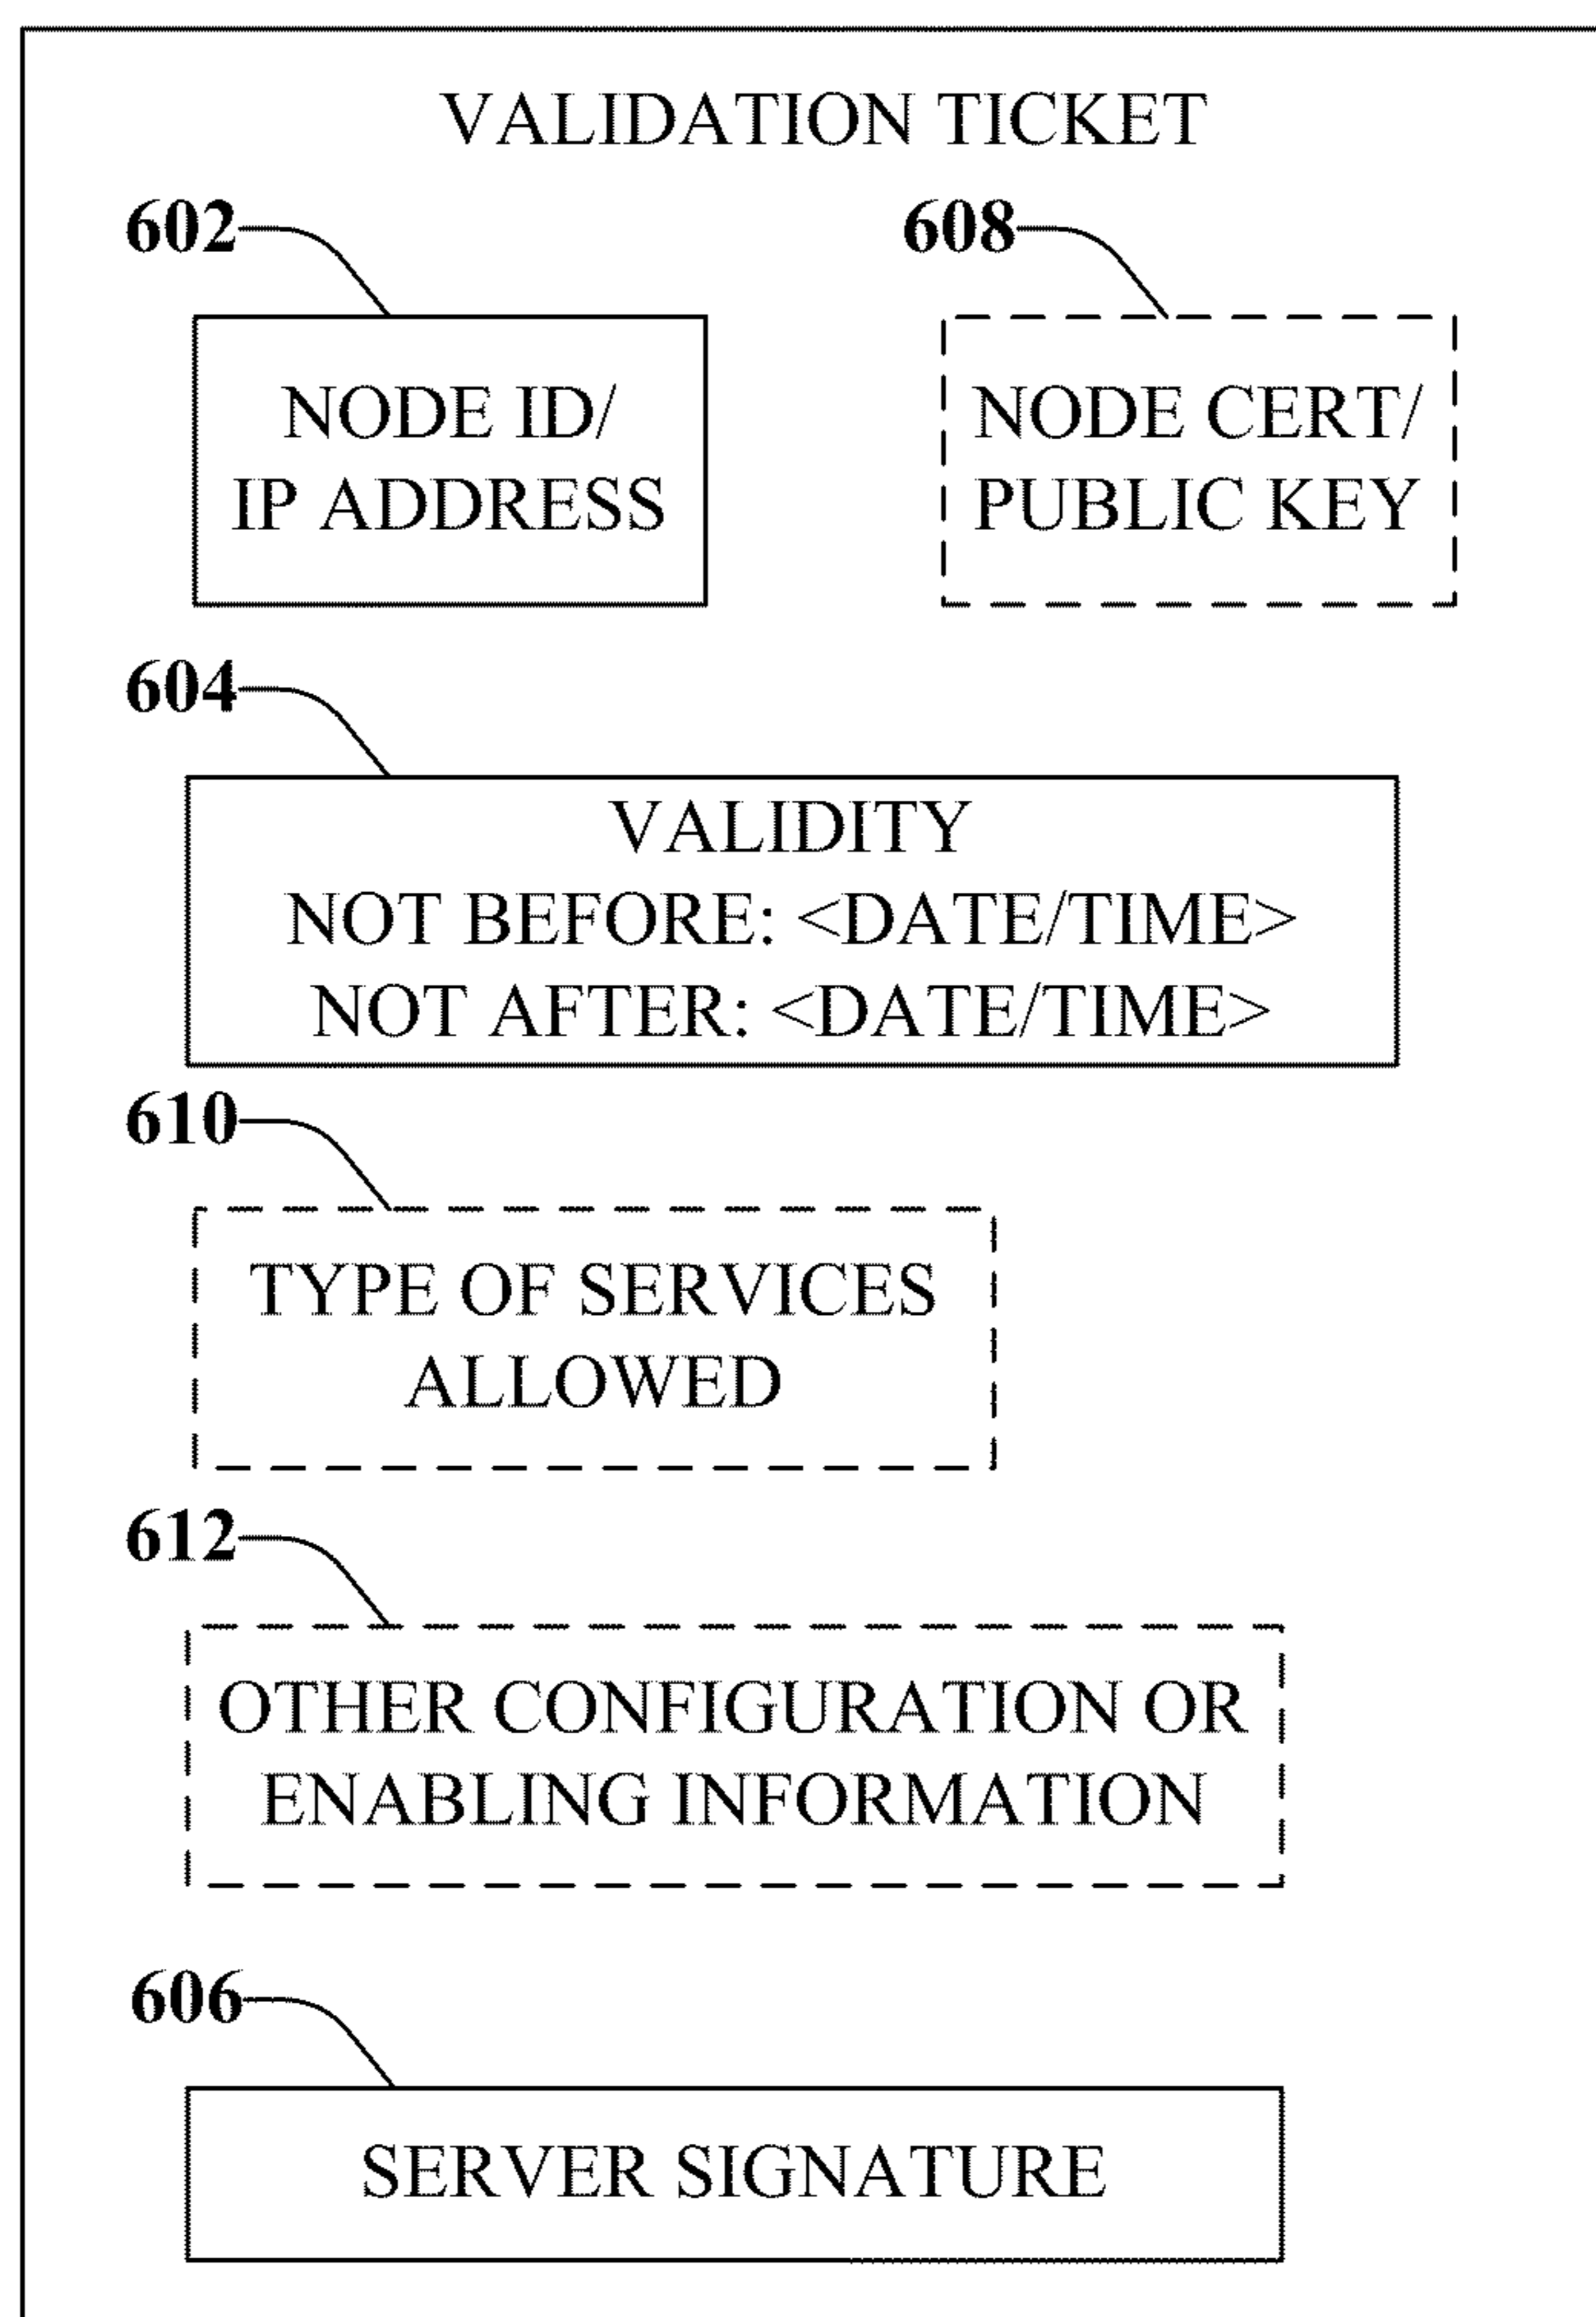 VALIDATION TICKET
602
608
NODE ID/
IP ADDRESS
NODE CERT/
PUBLIC KEY
604
VALIDITY
NOT BEFORE: <DATE/TIME>
NOT AFTER: <DATE/TIME>
610
TYPE OF SERVICES
ALLOWED
612
OTHER CONFIGURATION OR
ENABLING INFORMATION
606
SERVER SIGNATURE